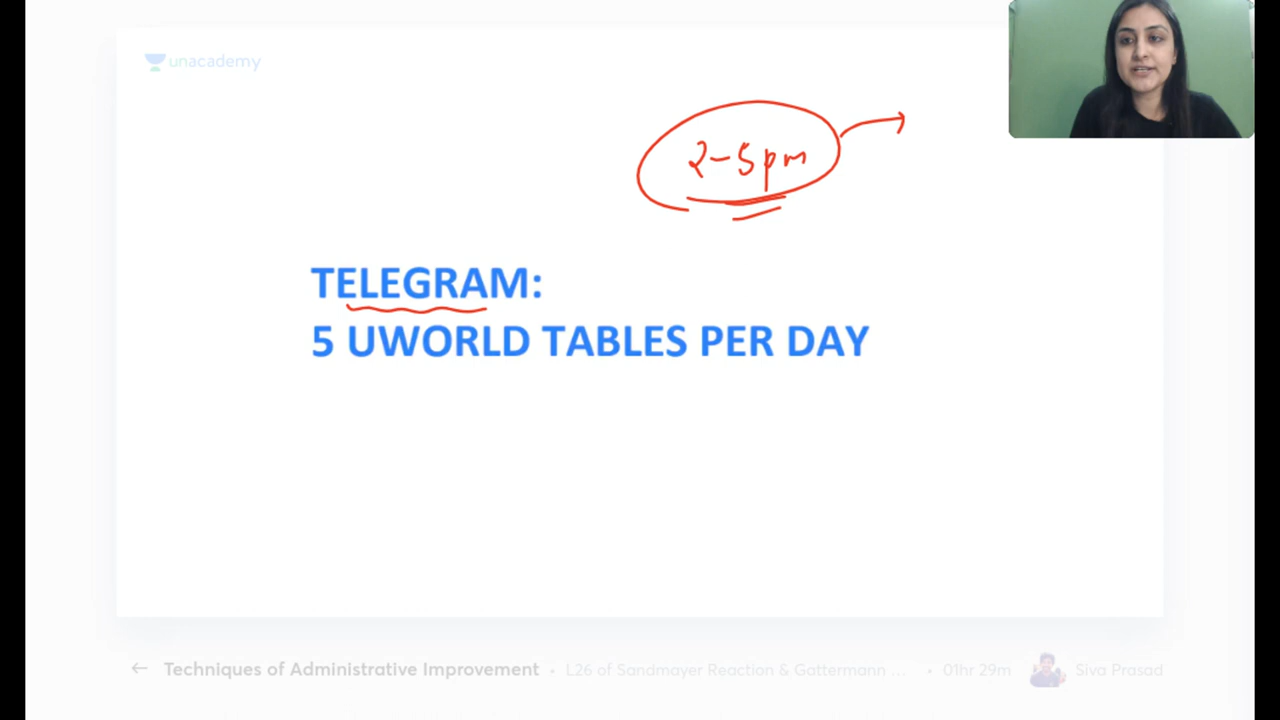 unacademy
2-5pm
TELEGRAM:
5 UWORLD TABLES PER DAY
← Techniques of Administrative Improvement • L26 of Sandmayer Reaction & Gattermann ... • 01hr 29m Siva Prasad